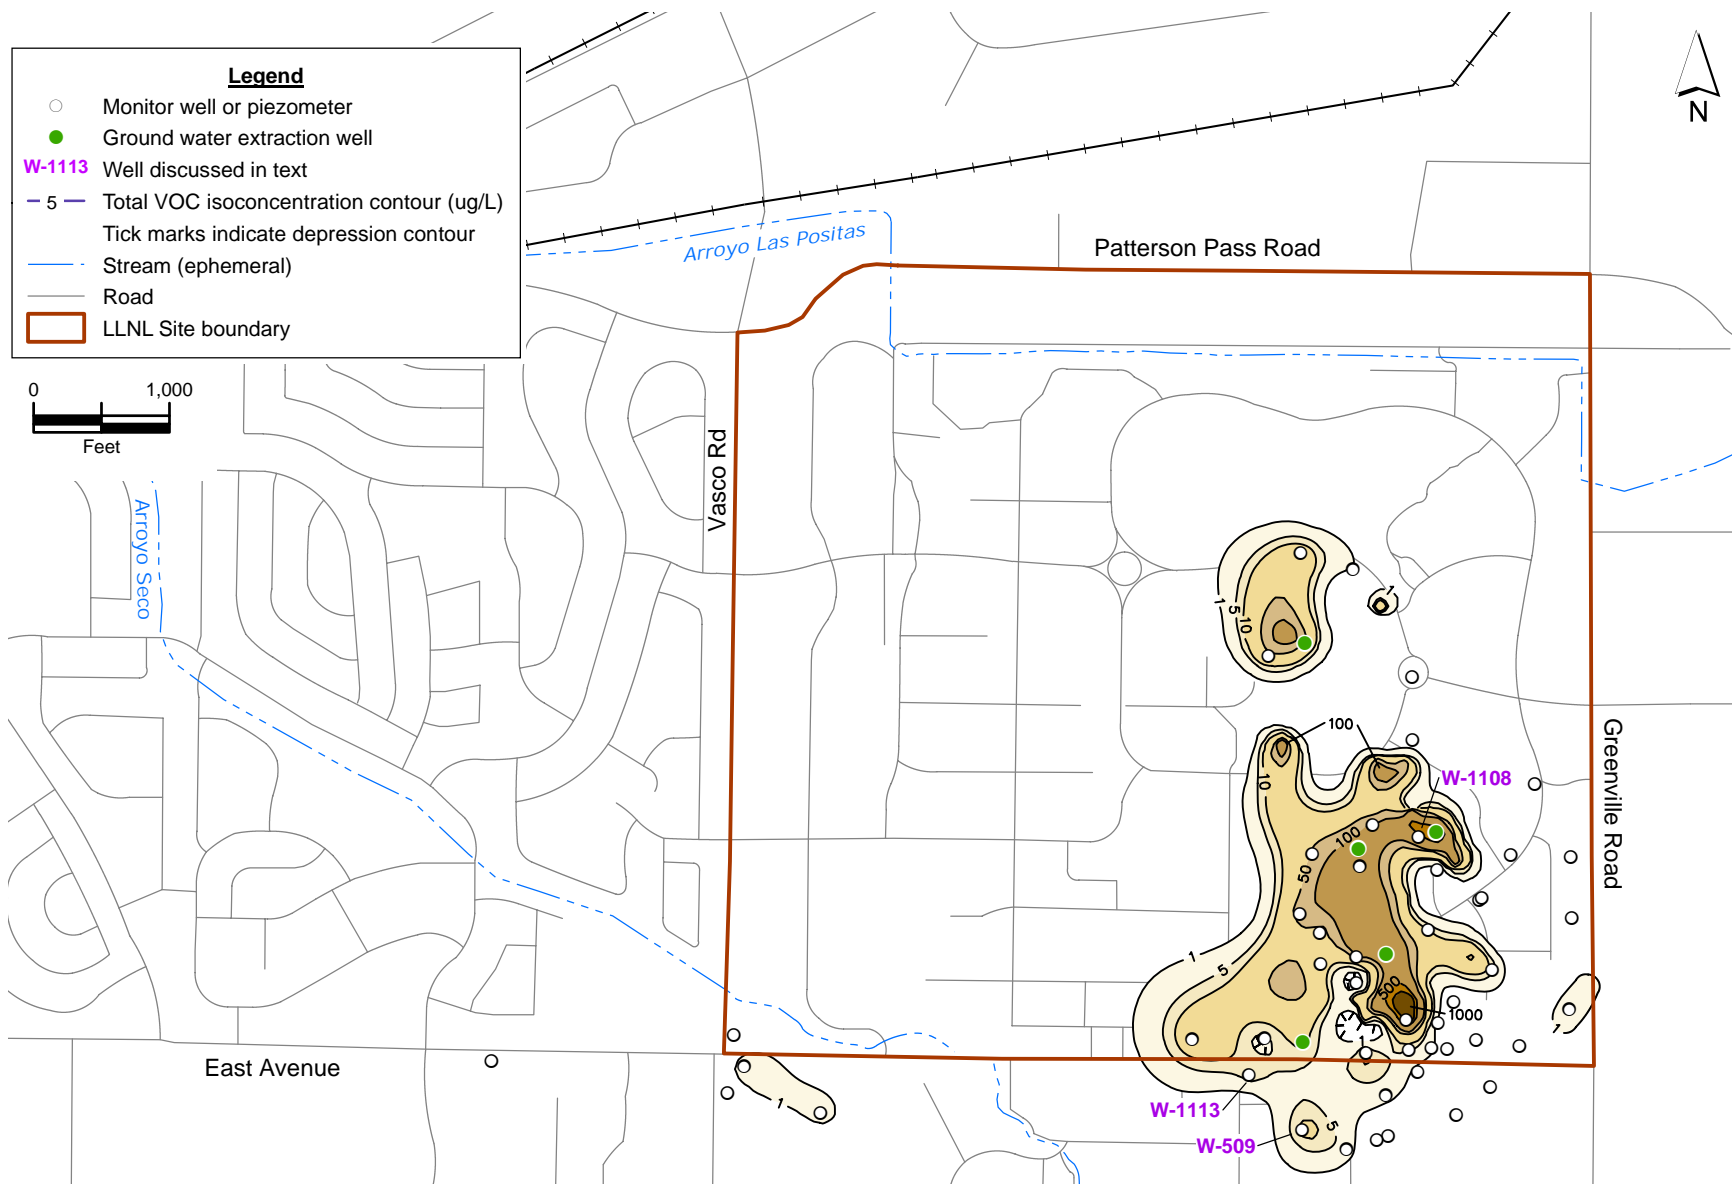 Legend
Monitor well or piezometer
Ground water extraction well
W-1113 Well discussed in text
5 Total VOC isoconcentration contour (ug/L)
Tick marks indicate depression contour
Stream (ephemeral)
Road
LLNL Site boundary
0 1,000
Feet
N
Arroyo Las Positas
Patterson Pass Road
Vasco Rd
Arroyo Seco
Greenville Road
East Avenue
1
5
10
1
100
10
W-1108
100
50
1
5
500
1000
1
1
1
W-1113
5
W-509